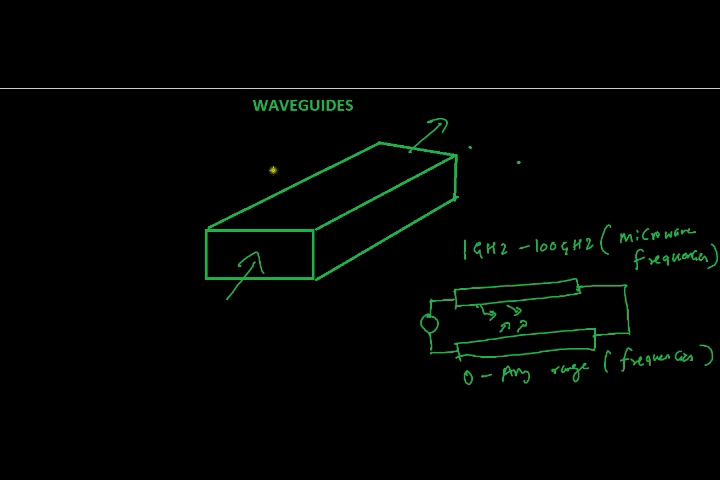 WAVEGUIDES
1GHZ - 100GHZ (microwave
frequencies)
0 - Any range (frequencies)